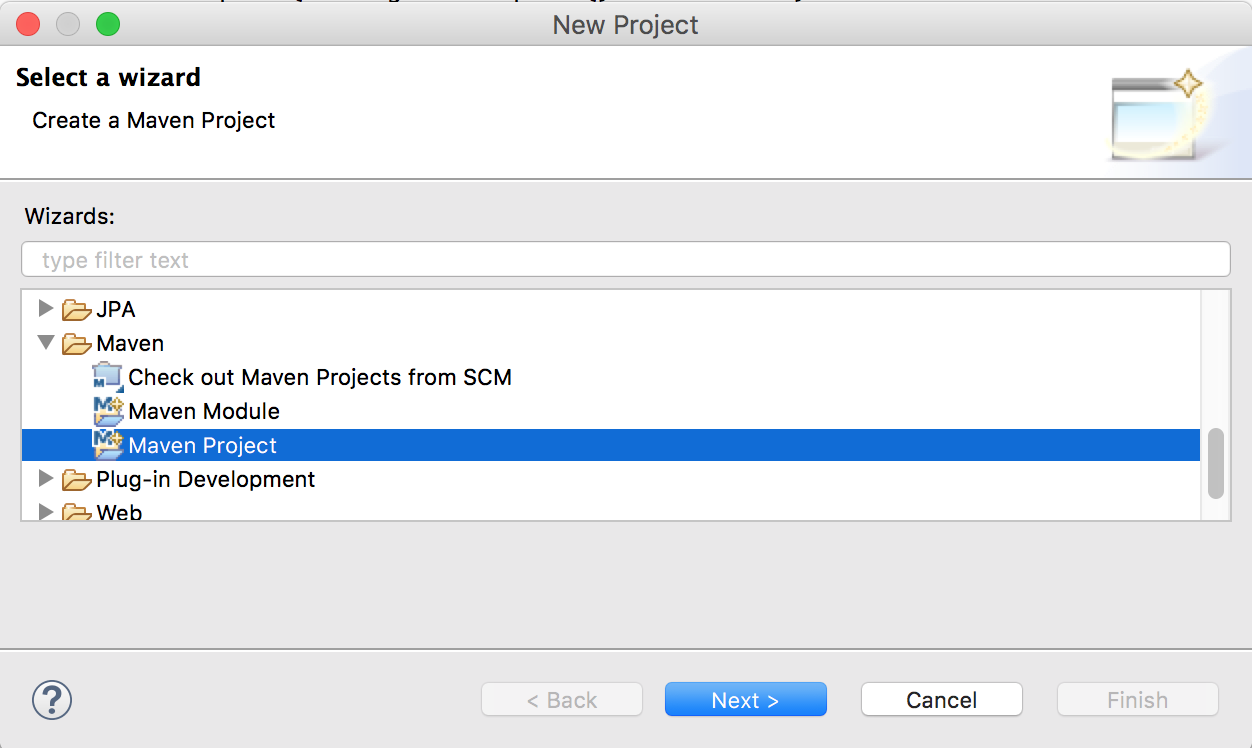 New Project
Select a wizard
Create a Maven Project
Wizards:
type filter text
JPA
Maven
Check out Maven Projects from SCM
Maven Module
Maven Project
Plug-in Development
Web
? < Back Next > Cancel Finish